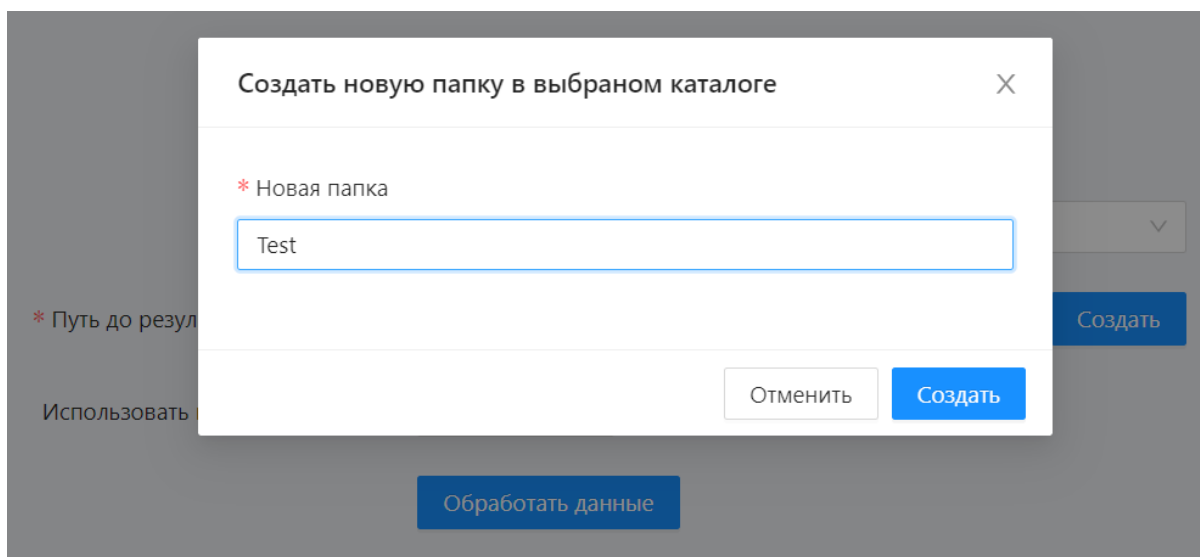 Создать новую папку в выбраном каталоге
* Новая папка
Test
* Путь до резул
Создать
Отменить
Создать
Использовать
Обработать данные